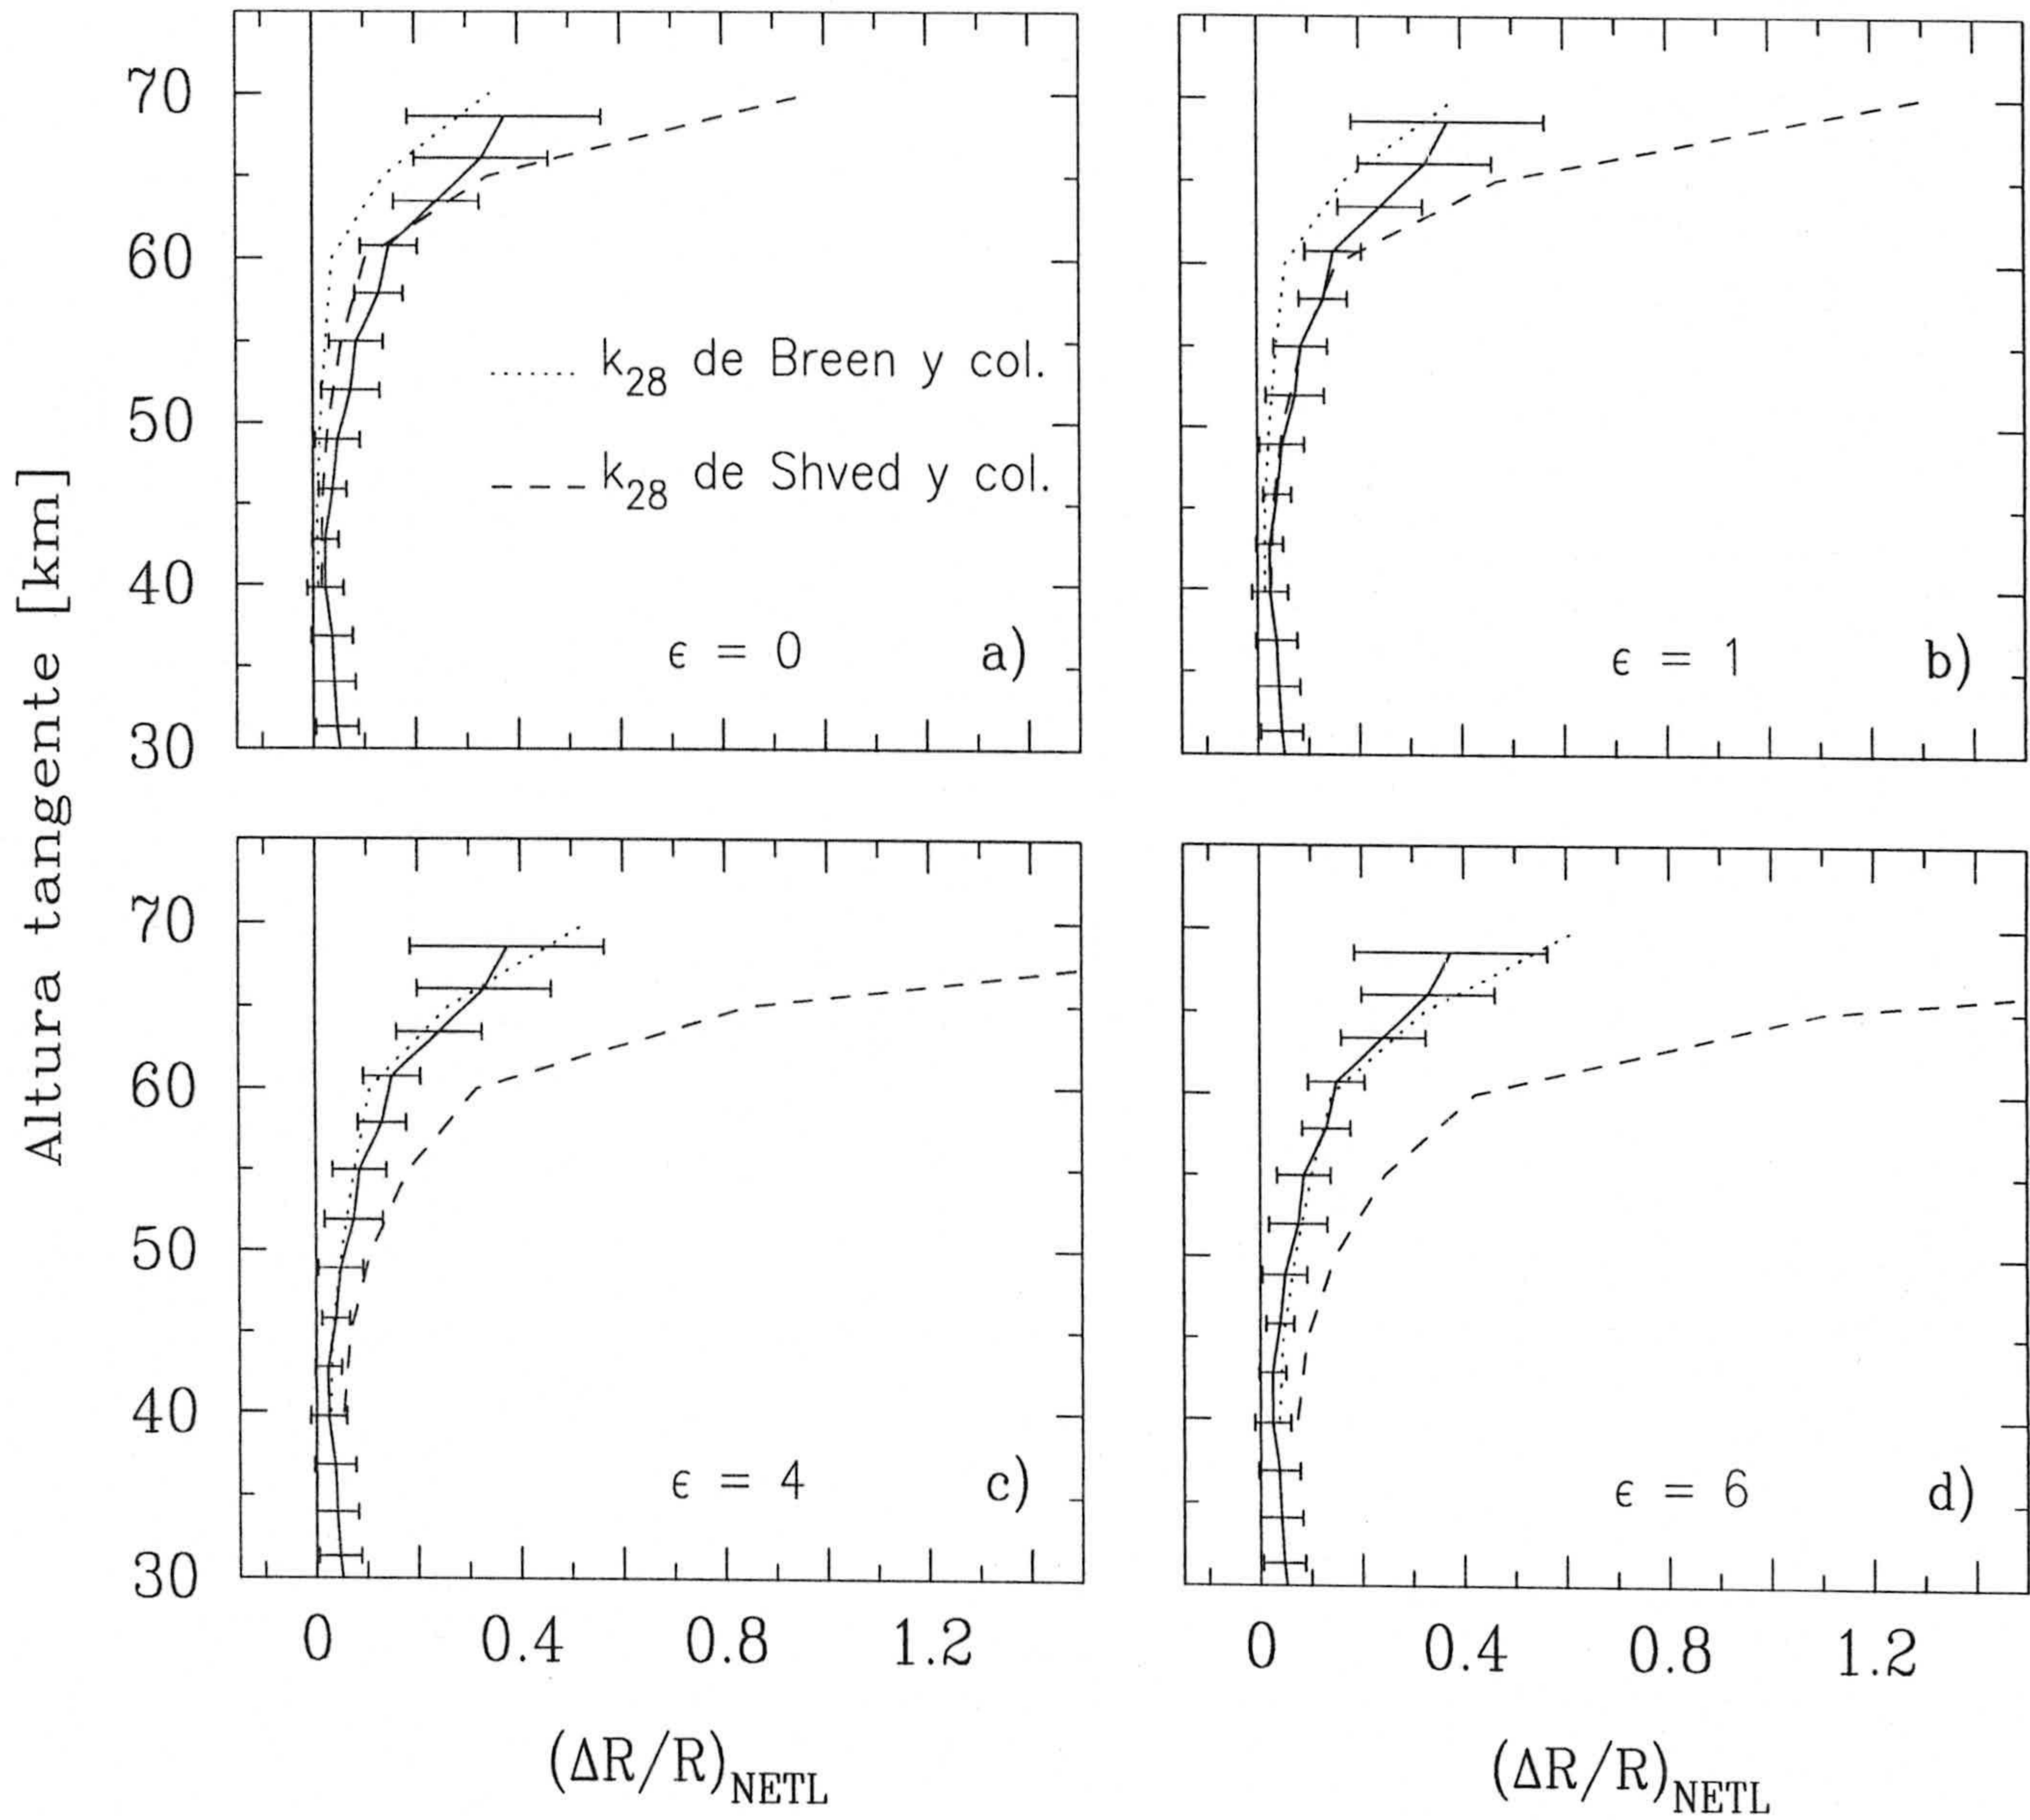 Altura tangente [km]
70
60
50
40
30
k28 de Breen y col.
k28 de Shved y col.
ϵ = 0 a)
ϵ = 1 b)
70
60
50
40
30
ϵ = 4 c)
ϵ = 6 d)
0 0.4 0.8 1.2
0 0.4 0.8 1.2
(ΔR/R)NETL
(ΔR/R)NETL